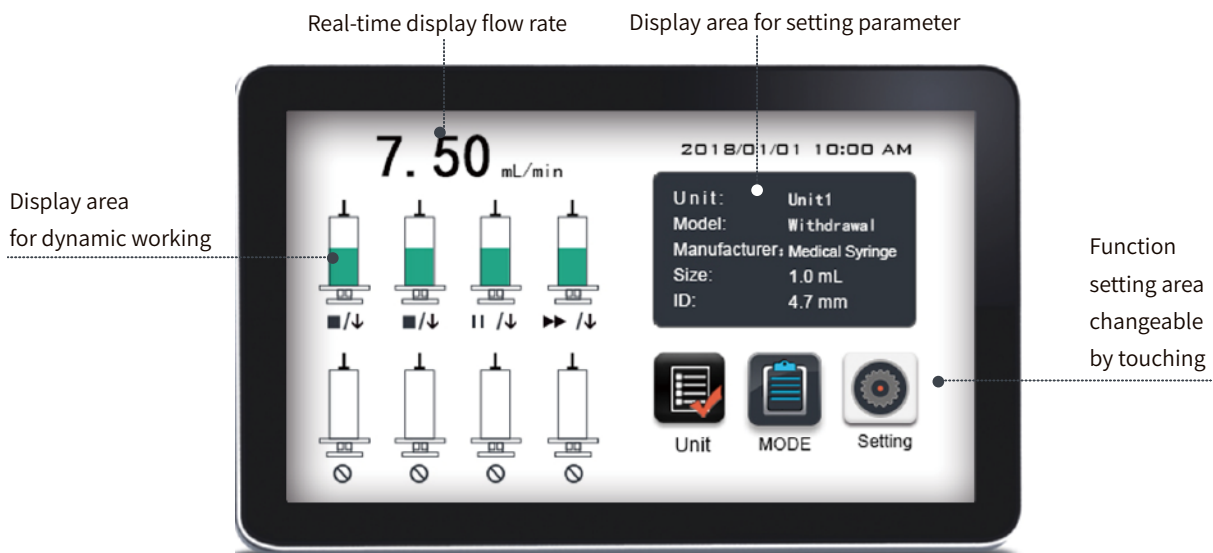 Real-time display flow rate
Display area for setting parameter
7.50 mL/min
2018/01/01 10:00 AM
Display area
for dynamic working
Unit: Unit1
Model: Withdrawal
Manufacturer: Medical Syringe
Size: 1.0 mL
ID: 4.7 mm
Function
setting area
changeable
by touching
Unit
MODE
Setting